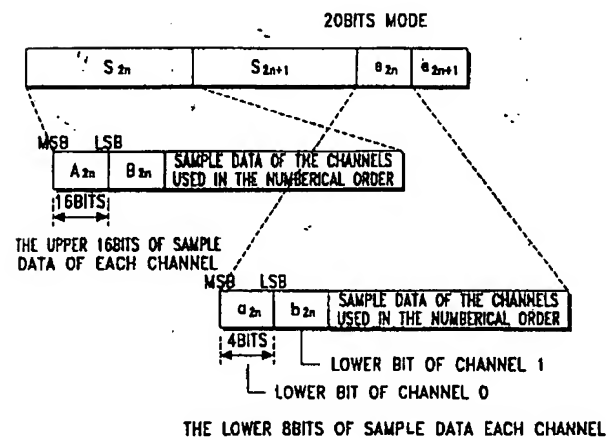 20BITS MODE
S2n S2n+1 e2n e2n+1
MSB LSB
A2n B2n SAMPLE DATA OF THE CHANNELS
USED IN THE NUMBERICAL ORDER
16BITS
THE UPPER 16BITS OF SAMPLE
DATA OF EACH CHANNEL
MSB LSB
a2n b2n SAMPLE DATA OF THE CHANNELS
USED IN THE NUMBERICAL ORDER
4BITS
LOWER BIT OF CHANNEL 1
LOWER BIT OF CHANNEL 0
THE LOWER 8BITS OF SAMPLE DATA EACH CHANNEL